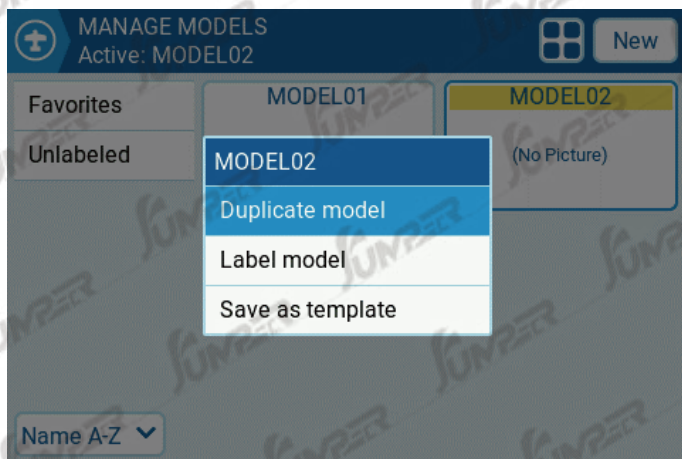 MANAGE MODELS
Active: MODEL02
New
Favorites
Unlabeled
MODEL01
MODEL02
(No Picture)
MODEL02
Duplicate model
Label model
Save as template
Name A-Z
JUMPER